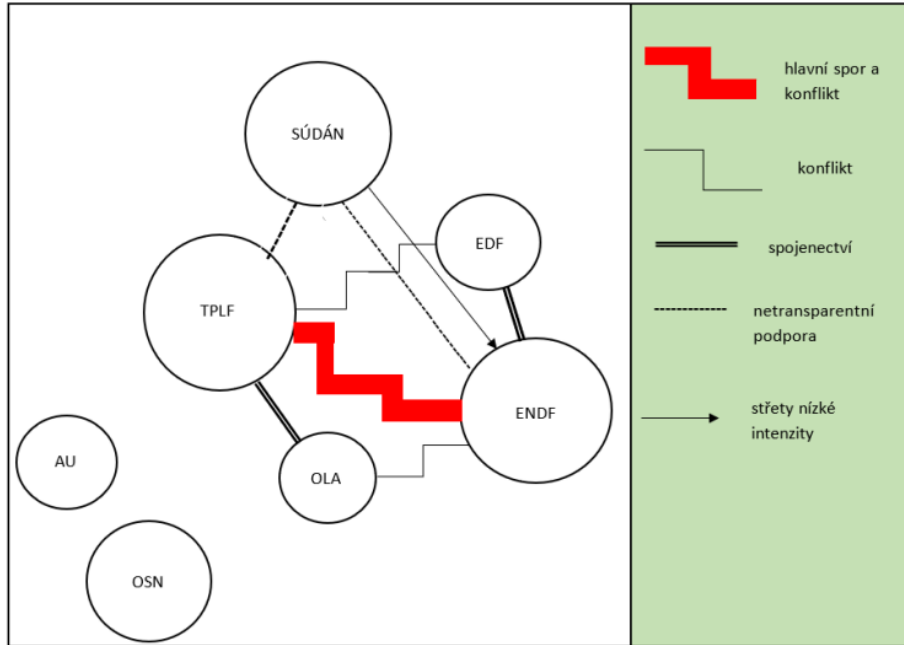 SÚDÁN
EDF
TPLF
ENDF
AU
OLA
OSN
hlavní spor a
konflikt
konflikt
spojenectví
netransparentní
podpora
střety nízké
intenzity